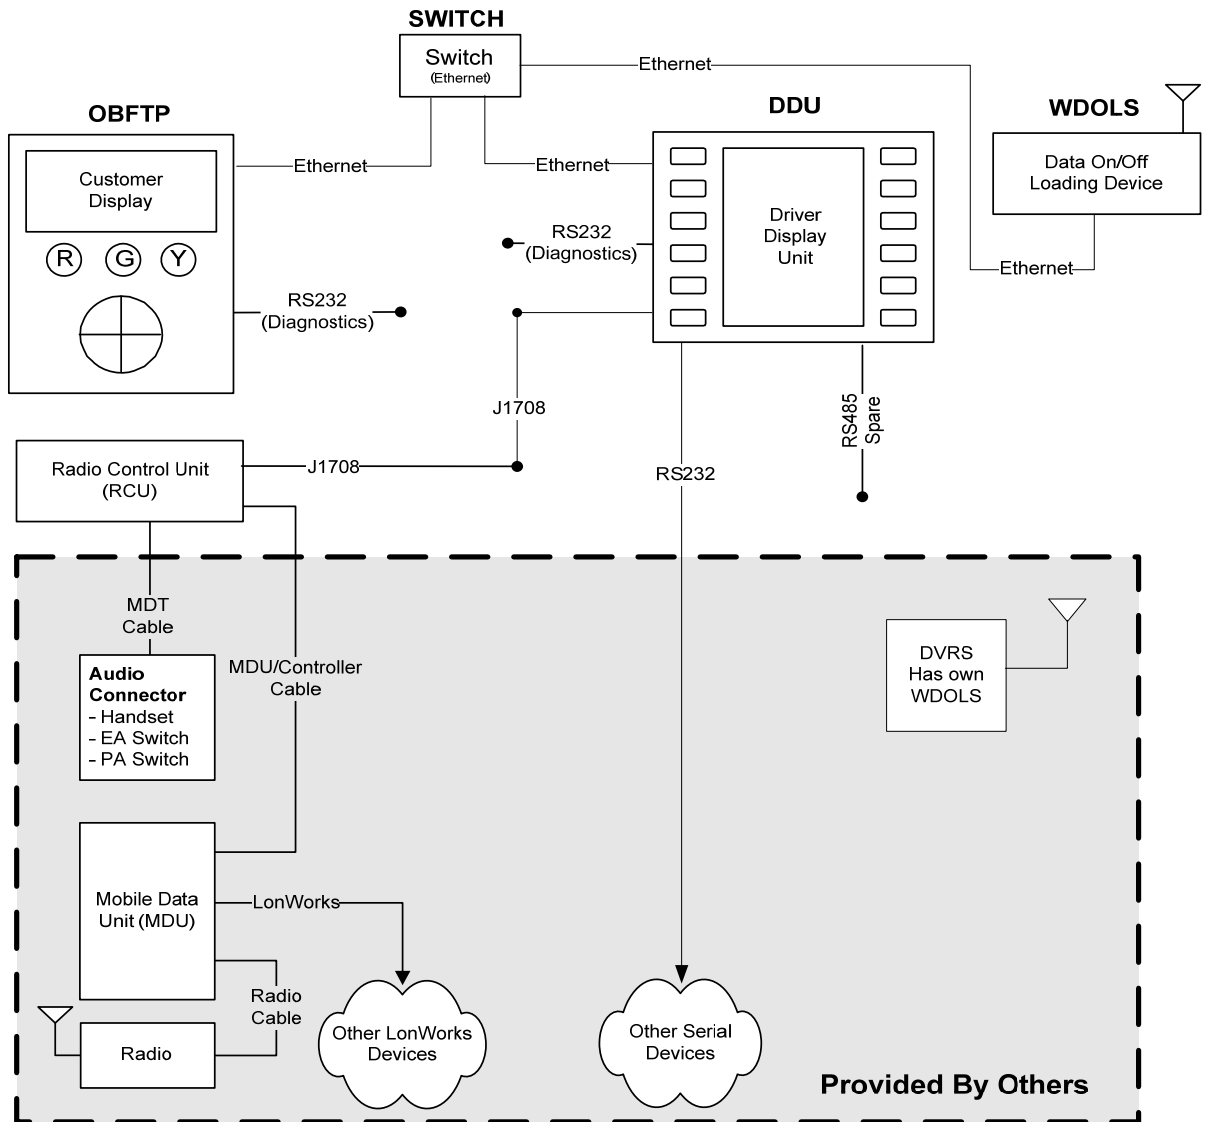 SWITCH
Switch
(Ethernet)
Ethernet
OBFTP
DDU
WDOLS
Customer
Display
Ethernet
Ethernet
Data On/Off
Loading Device
R G Y
RS232
(Diagnostics)
Driver
Display
Unit
Ethernet
RS232
(Diagnostics)
J1708
RS485
Spare
Radio Control Unit
(RCU)
J1708
RS232
MDT
Cable
MDU/Controller
Cable
Audio
Connector
- Handset
- EA Switch
- PA Switch
DVRS
Has own
WDOLS
Mobile Data
Unit (MDU)
LonWorks
Radio
Cable
Radio
Other LonWorks
Devices
Other Serial
Devices
Provided By Others